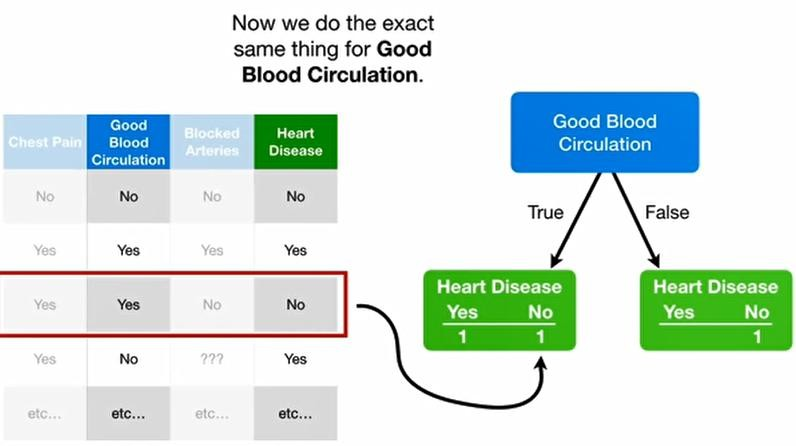 Now we do the exact
same thing for Good
Blood Circulation.
Chest Pain Good Blood Circulation Blocked Arteries Heart Disease
No No No No
Yes Yes Yes Yes
Yes Yes No No
Yes No ??? Yes
etc... etc... etc... etc...
Good Blood
Circulation
True False
Heart Disease
Yes No
1 1
Heart Disease
Yes No
1